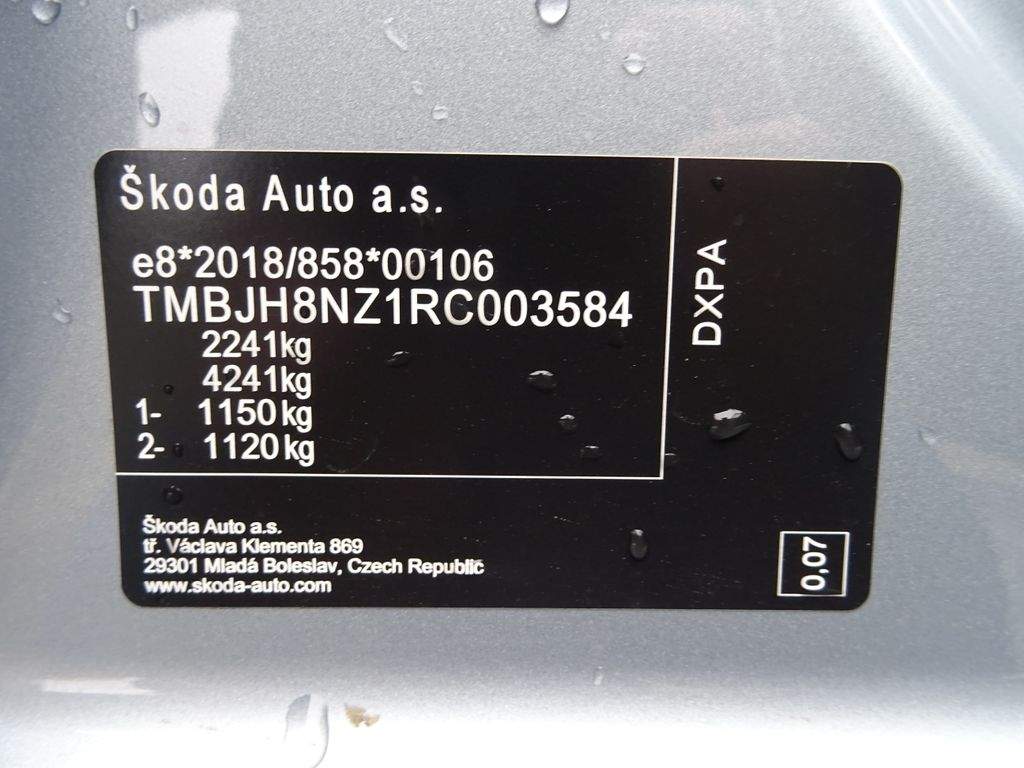 Škoda Auto a.s.
e8*2018/858*00106
TMBJH8NZ1RC003584
2241kg
4241kg
1- 1150kg
2- 1120kg
DXPA
Škoda Auto a.s.
tř. Václava Klementa 869
29301 Mladá Boleslav, Czech Republic
www.skoda-auto.com
0,07